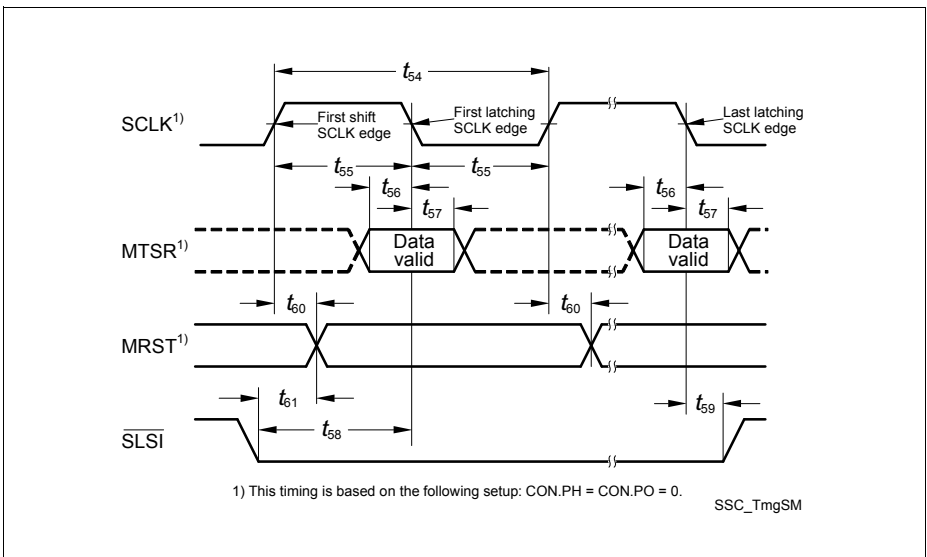 t54
SCLK1)
First shift
SCLK edge
First latching
SCLK edge
Last latching
SCLK edge
t55
t55
t56
t57
t56
t57
MTSR1)
Data
valid
Data
valid
t60
t60
MRST1)
t61
t58
t59
SLSI
1) This timing is based on the following setup: CON.PH = CON.PO = 0.
SSC_TmgSM